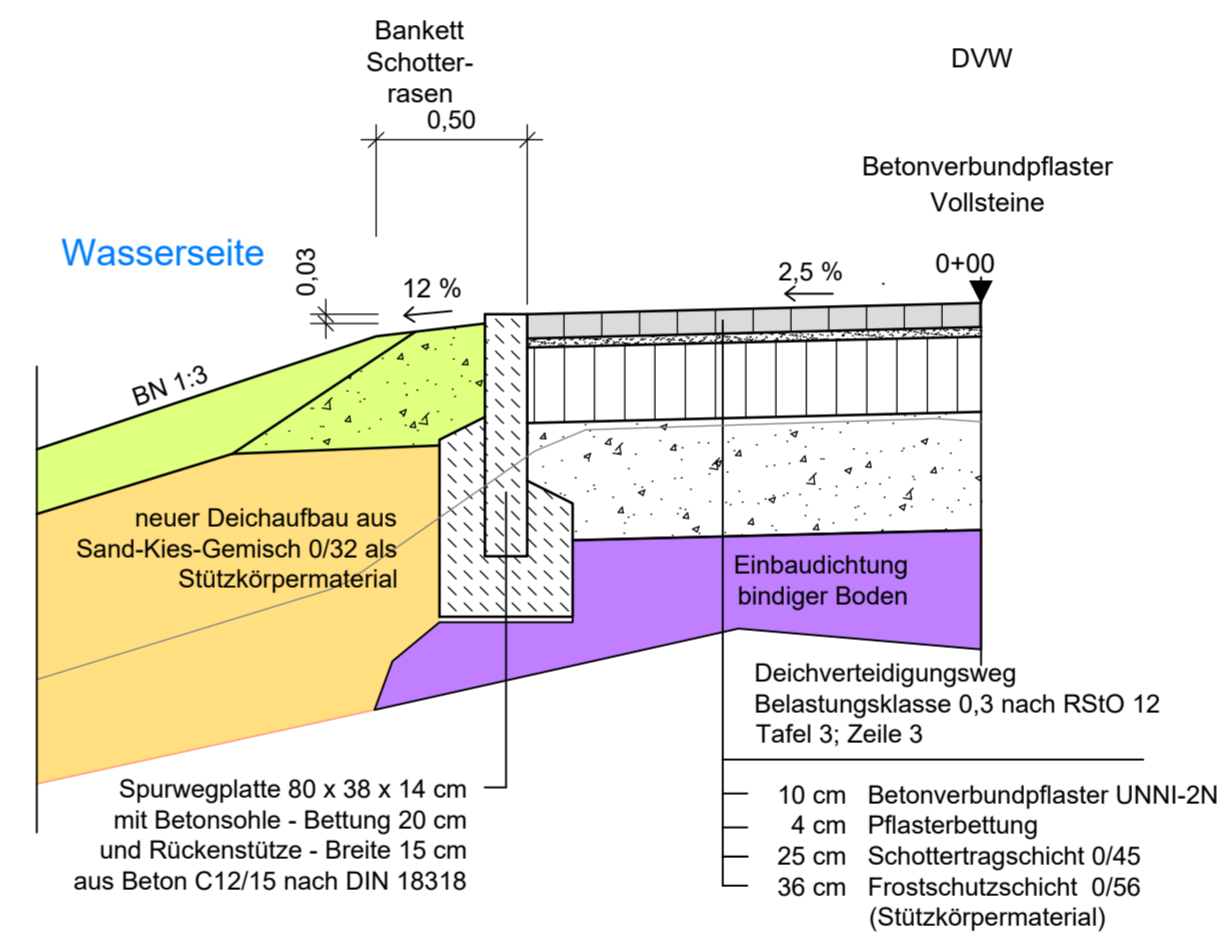 Bankett
Schotter-
rasen
0,50
DVW
Betonverbundpflaster
Vollsteine
Wasserseite
0,03
12 %
2,5 %
0+00
BN 1:3
neuer Deichaufbau aus
Sand-Kies-Gemisch 0/32 als
Stützkörpermaterial
Einbaudichtung
bindiger Boden
Deichverteidigungsweg
Belastungsklasse 0,3 nach RStO 12
Tafel 3; Zeile 3
Spurwegplatte 80 x 38 x 14 cm
mit Betonsohle - Bettung 20 cm
und Rückenstütze - Breite 15 cm
aus Beton C12/15 nach DIN 18318
10 cm Betonverbundpflaster UNNI-2N
4 cm Pflasterbettung
25 cm Schottertragschicht 0/45
36 cm Frostschutzschicht 0/56
(Stützkörpermaterial)